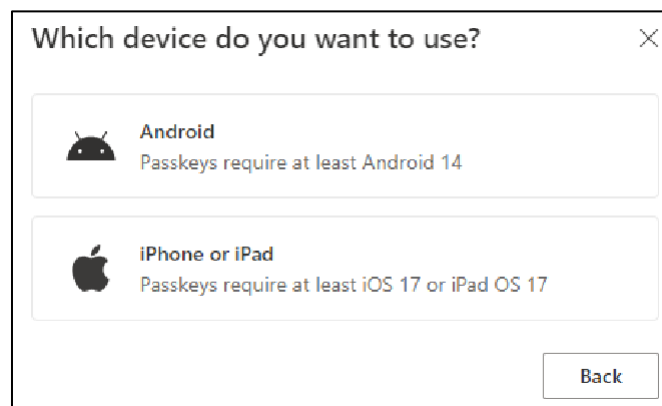 Which device do you want to use?
Android
Passkeys require at least Android 14
iPhone or iPad
Passkeys require at least iOS 17 or iPad OS 17
Back